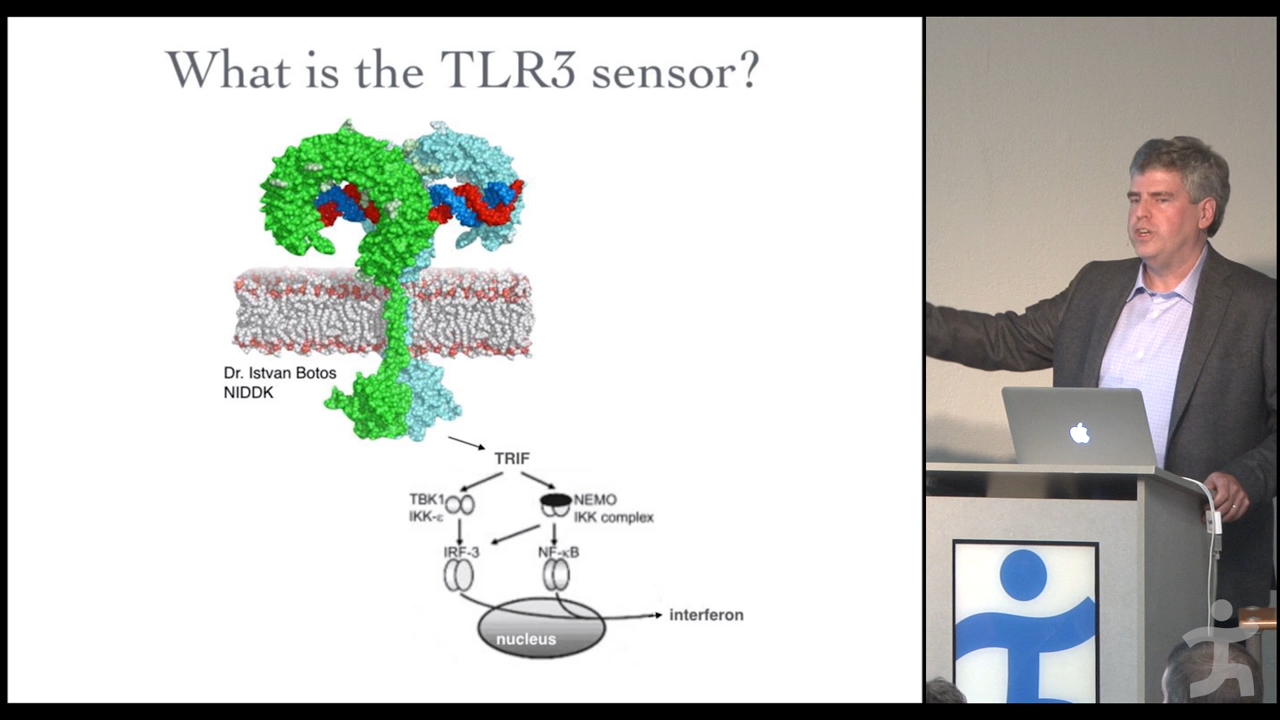 What is the TLR3 sensor?
Dr. Istvan Botos
NIDDK
TRIF
TBK1
IKK-ε
NEMO
IKK complex
IRF-3
NF-κB
interferon
nucleus